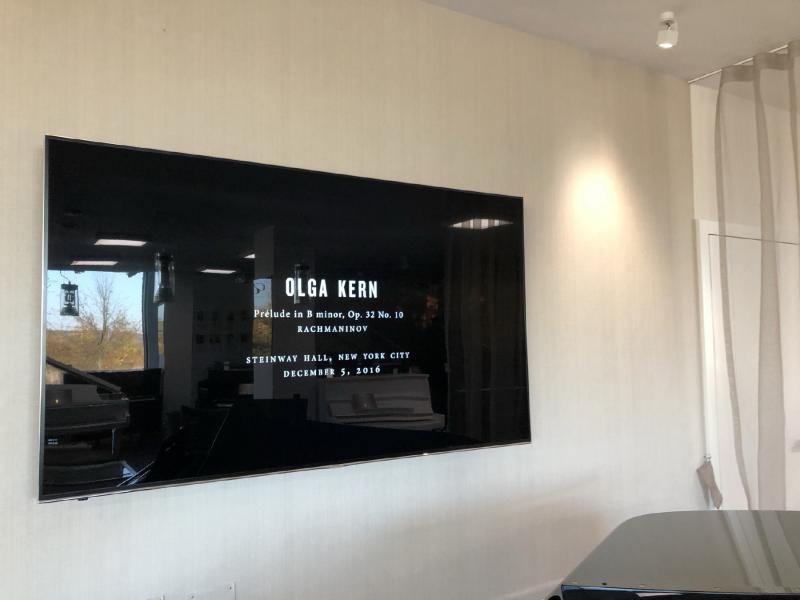 OLGA KERN
Prélude in B minor, Op. 32 No. 10
RACHMANINOV
STEINWAY HALL, NEW YORK CITY
DECEMBER 5, 2016